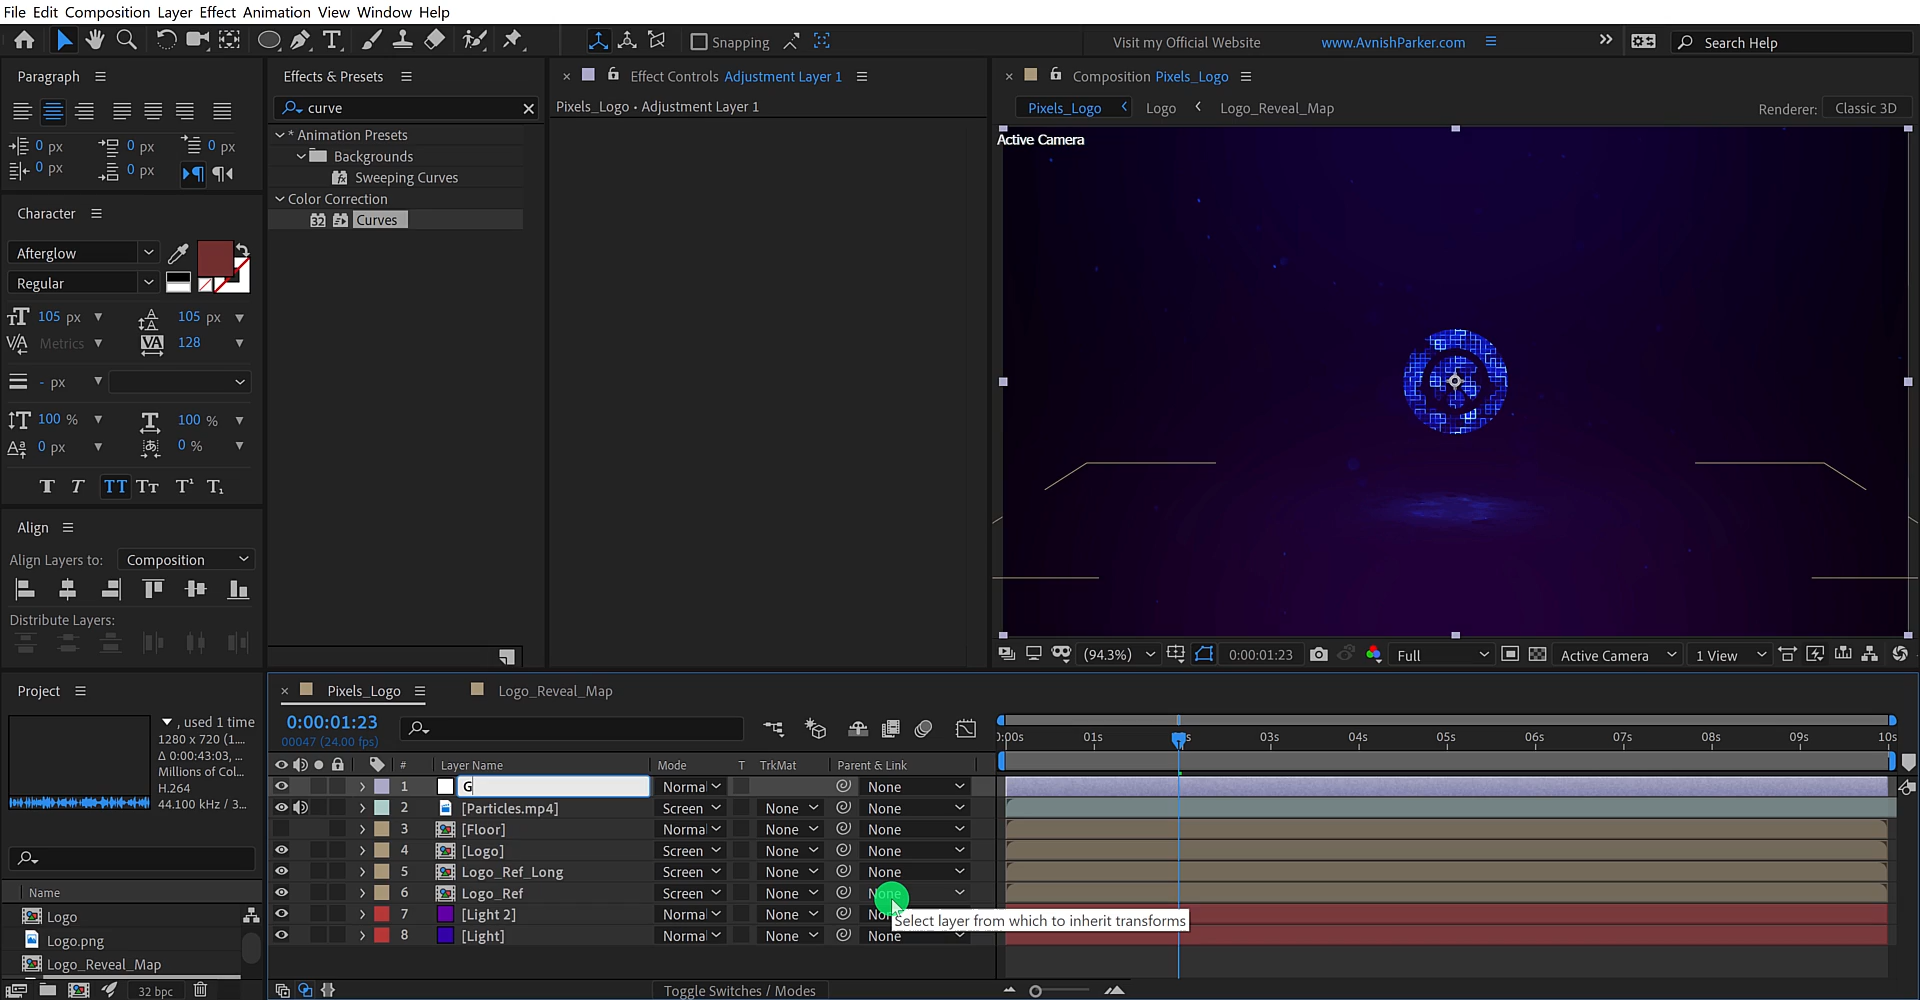 File Edit Composition Layer Effect Animation View Window Help
Snapping
Visit my Official Website
www.AvnishParker.com
Search Help
Paragraph
0 px
0 px
0 px
0 px
0 px
Character
Afterglow
Regular
105 px
105 px
Metrics
128
- px
100 %
100 %
0 px
0 %
Align
Align Layers to:
Composition
Distribute Layers:
Effects & Presets
curve
* Animation Presets
Backgrounds
Sweeping Curves
Color Correction
Curves
Effect Controls Adjustment Layer 1
Pixels_Logo • Adjustment Layer 1
Composition Pixels_Logo
Pixels_Logo
Logo
Logo_Reveal_Map
Renderer:
Classic 3D
Active Camera
(94.3%)
0:00:01:23
Full
Active Camera
1 View
Project
, used 1 time
1280 x 720 (1....
Δ 0:00:43:03, ...
Millions of Col...
H.264
44.100 kHz / 3...
Name
Logo
Logo.png
Logo_Reveal_Map
32 bpc
Pixels_Logo
Logo_Reveal_Map
0:00:01:23
00047 (24.00 fps)
# Layer Name Mode T TrkMat Parent & Link
1 G Normal None
2 [Particles.mp4] Screen None None
3 [Floor] Normal None None
4 [Logo] Screen None None
5 Logo_Ref_Long Screen None None
6 Logo_Ref Screen None None
7 [Light 2] Normal None
8 [Light] Normal None None
Select layer from which to inherit transforms
Toggle Switches / Modes
):00s 01s 03s 04s 05s 06s 07s 08s 09s 10s